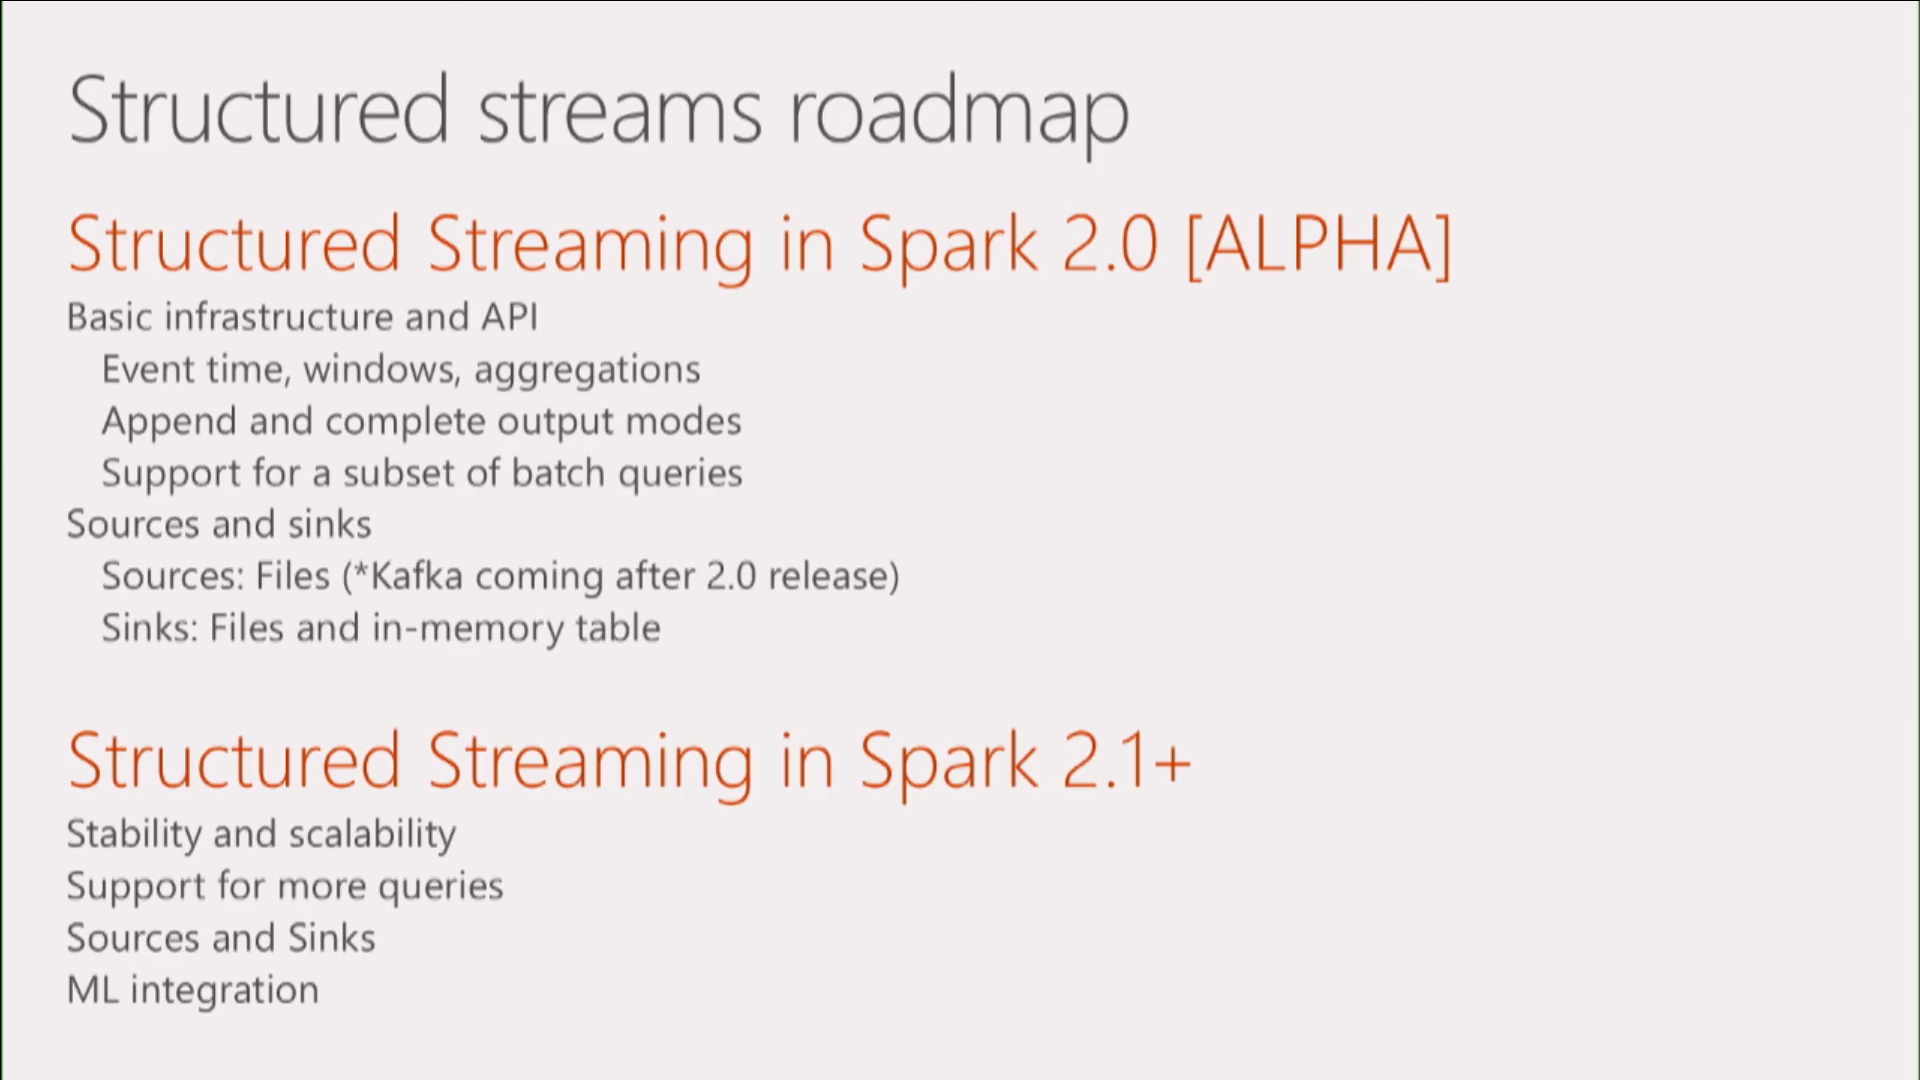 Structured streams roadmap
Structured Streaming in Spark 2.0 [ALPHA]
Basic infrastructure and API
Event time, windows, aggregations
Append and complete output modes
Support for a subset of batch queries
Sources and sinks
Sources: Files (*Kafka coming after 2.0 release)
Sinks: Files and in-memory table
Structured Streaming in Spark 2.1+
Stability and scalability
Support for more queries
Sources and Sinks
ML integration